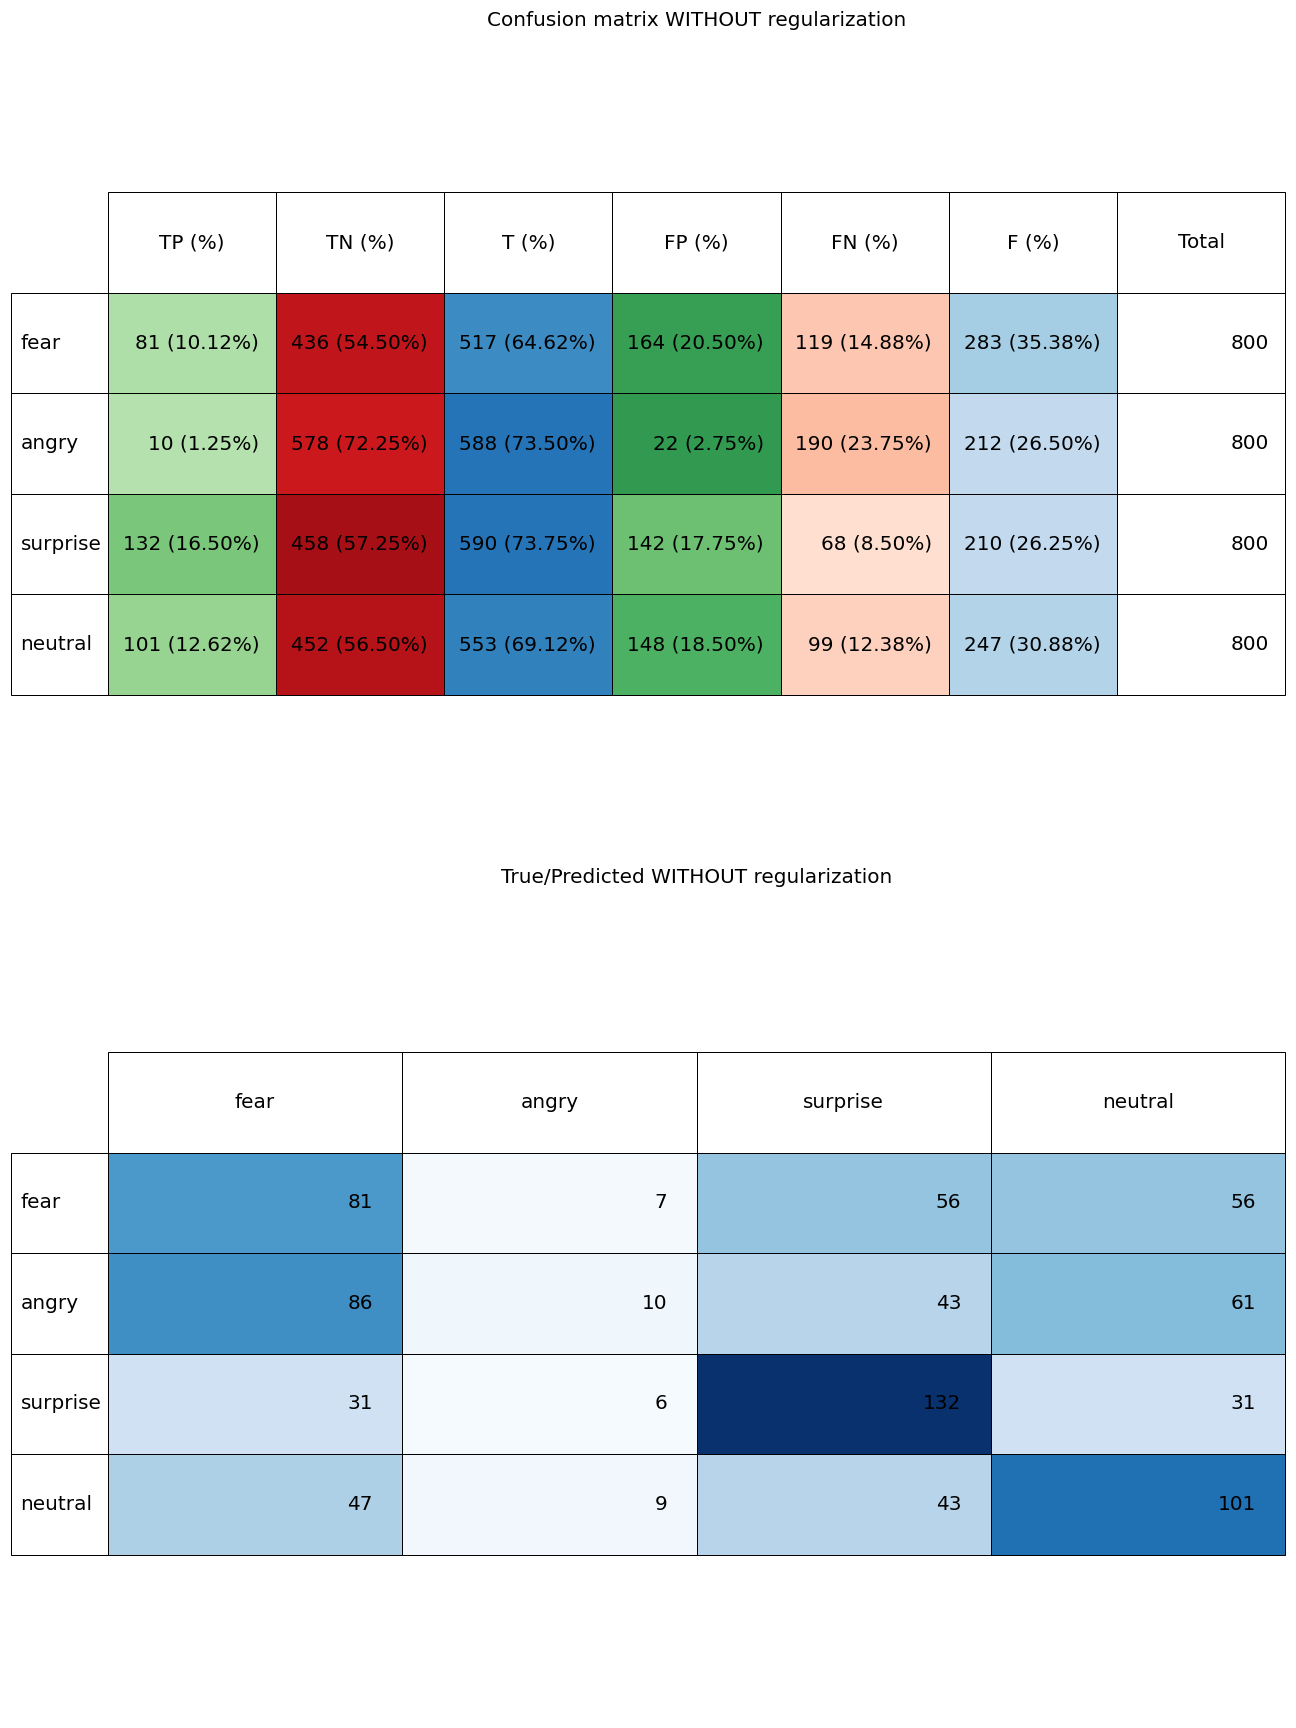 Confusion matrix WITHOUT regularization
TP (%) TN (%) T (%) FP (%) FN (%) F (%) Total
fear 81 (10.12%) 436 (54.50%) 517 (64.62%) 164 (20.50%) 119 (14.88%) 283 (35.38%) 800
angry 10 (1.25%) 578 (72.25%) 588 (73.50%) 22 (2.75%) 190 (23.75%) 212 (26.50%) 800
surprise 132 (16.50%) 458 (57.25%) 590 (73.75%) 142 (17.75%) 68 (8.50%) 210 (26.25%) 800
neutral 101 (12.62%) 452 (56.50%) 553 (69.12%) 148 (18.50%) 99 (12.38%) 247 (30.88%) 800
True/Predicted WITHOUT regularization
fear angry surprise neutral
fear 81 7 56 56
angry 86 10 43 61
surprise 31 6 132 31
neutral 47 9 43 101